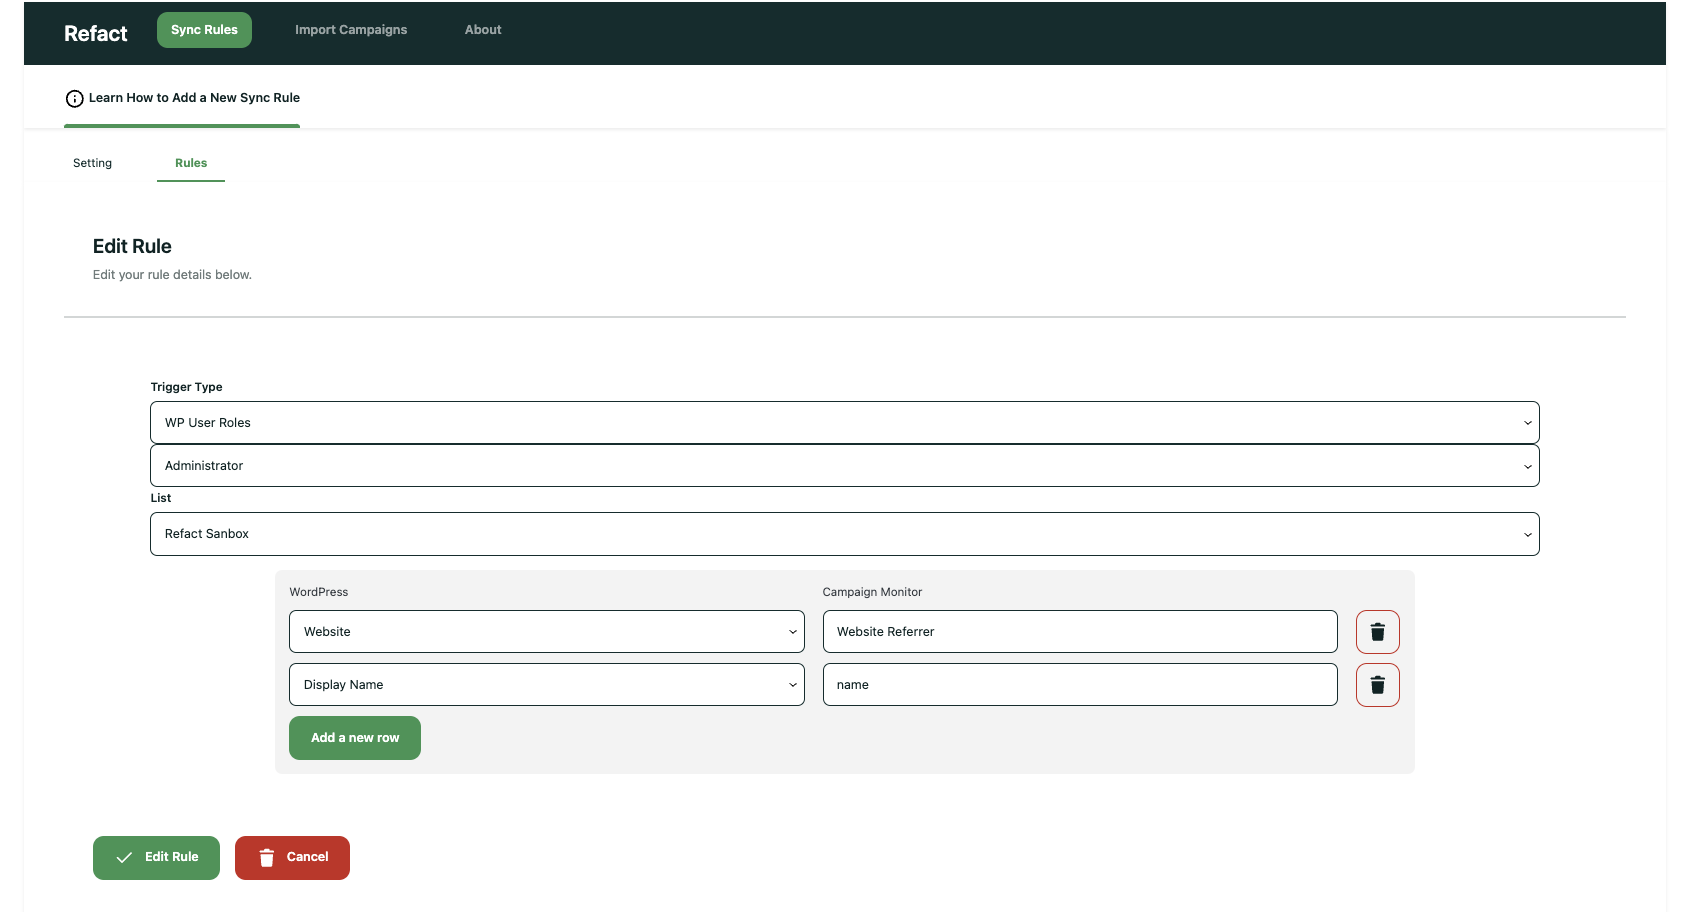 Refact Sync Rules Import Campaigns About
Learn How to Add a New Sync Rule
Setting Rules
Edit Rule
Edit your rule details below.
Trigger Type
WP User Roles
Administrator
List
Refact Sanbox
WordPress Campaign Monitor
Website Website Referrer
Display Name name
Add a new row
Edit Rule Cancel